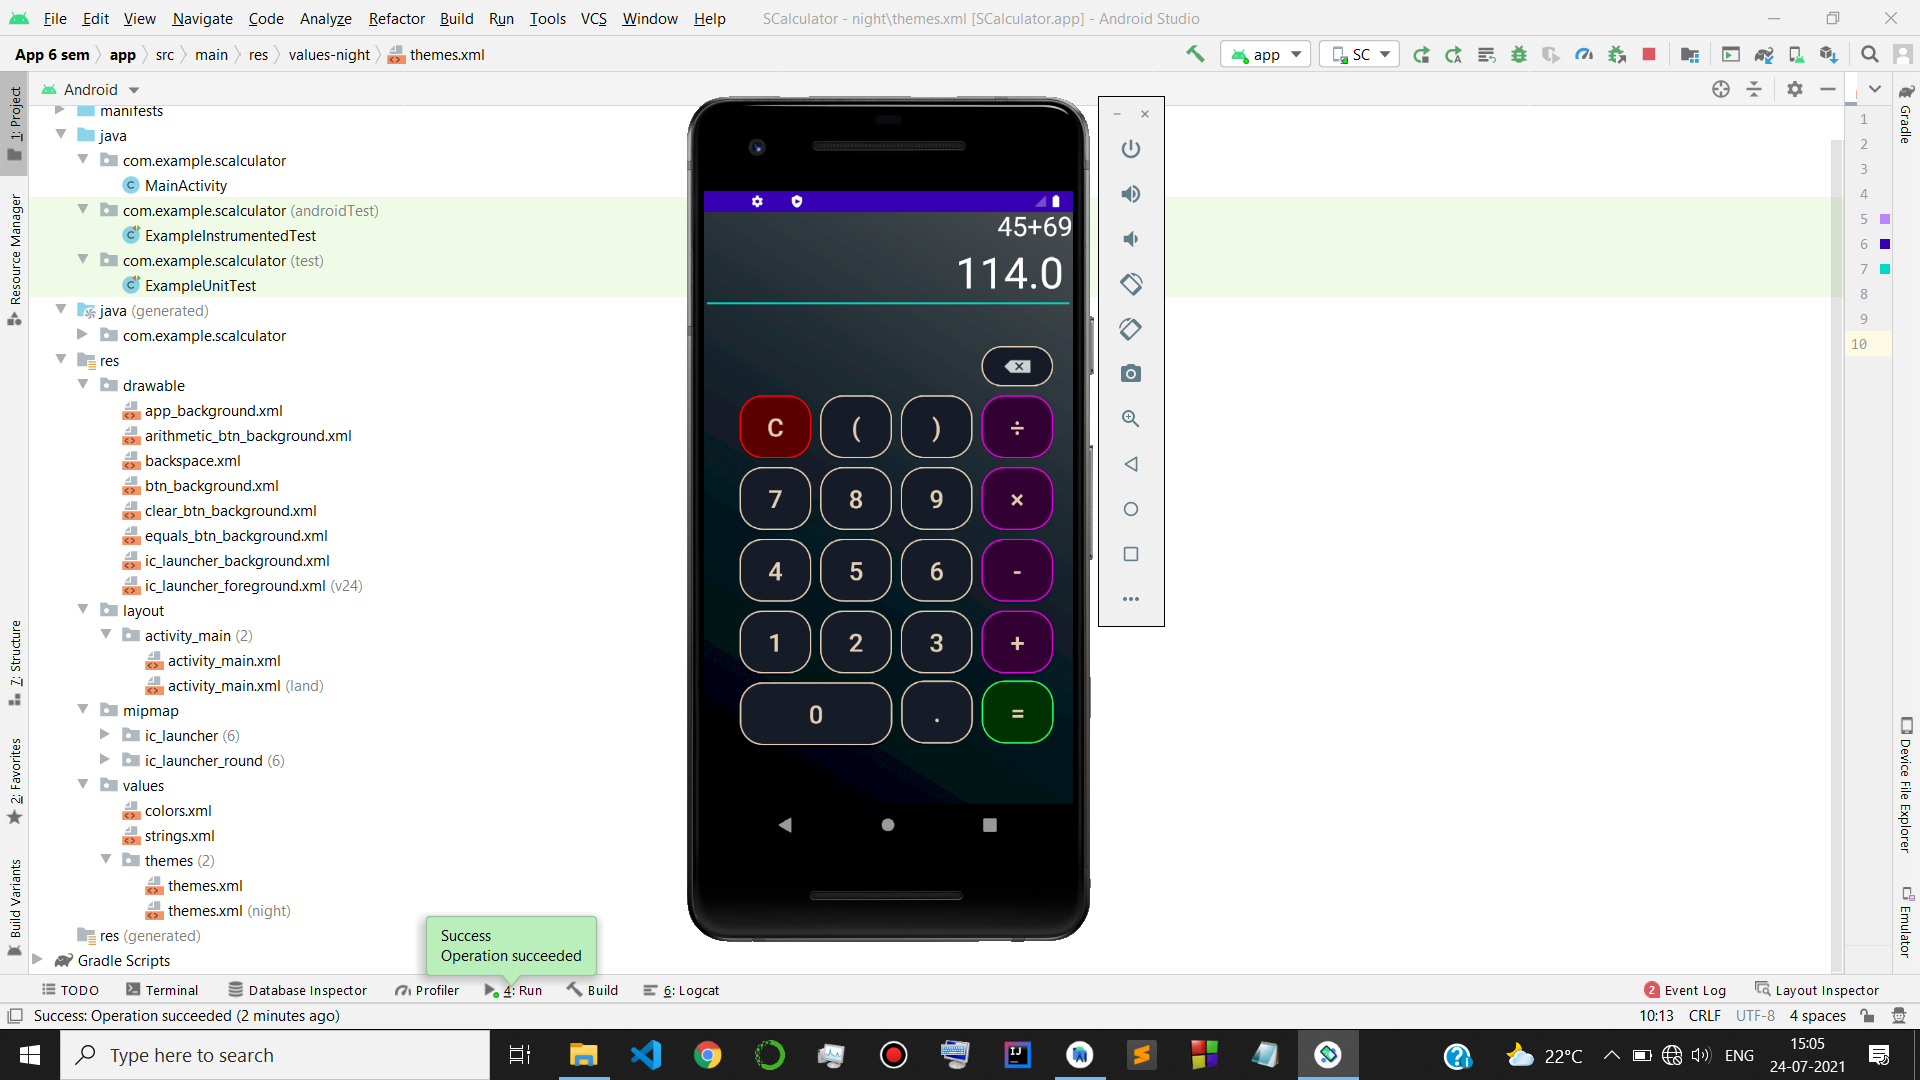 File Edit View Navigate Code Analyze Refactor Build Run Tools VCS Window Help SCalculator - night\themes.xml [SCalculator.app] - Android Studio
App 6 sem app src main res values-night themes.xml app SC
Android
manifests
java
com.example.scalculator
MainActivity
com.example.scalculator (androidTest)
ExampleInstrumentedTest
com.example.scalculator (test)
ExampleUnitTest
java (generated)
com.example.scalculator
res
drawable
app_background.xml
arithmetic_btn_background.xml
backspace.xml
btn_background.xml
clear_btn_background.xml
equals_btn_background.xml
ic_launcher_background.xml
ic_launcher_foreground.xml (v24)
layout
activity_main (2)
activity_main.xml
activity_main.xml (land)
mipmap
ic_launcher (6)
ic_launcher_round (6)
values
colors.xml
strings.xml
themes (2)
themes.xml
themes.xml (night)
res (generated)
Gradle Scripts
1: Project
Resource Manager
7: Structure
2: Favorites
Build Variants
45+69
114.0
C ( ) ÷
7 8 9 ×
4 5 6 -
1 2 3 +
0 . =
1
2
3
4
5
6
7
8
9
10
Gradle
Device File Explorer
Emulator
Success
Operation succeeded
TODO Terminal Database Inspector Profiler 4: Run Build 6: Logcat 2 Event Log Layout Inspector
Success: Operation succeeded (2 minutes ago) 10:13 CRLF UTF-8 4 spaces
Type here to search 22°C ENG 15:05
24-07-2021